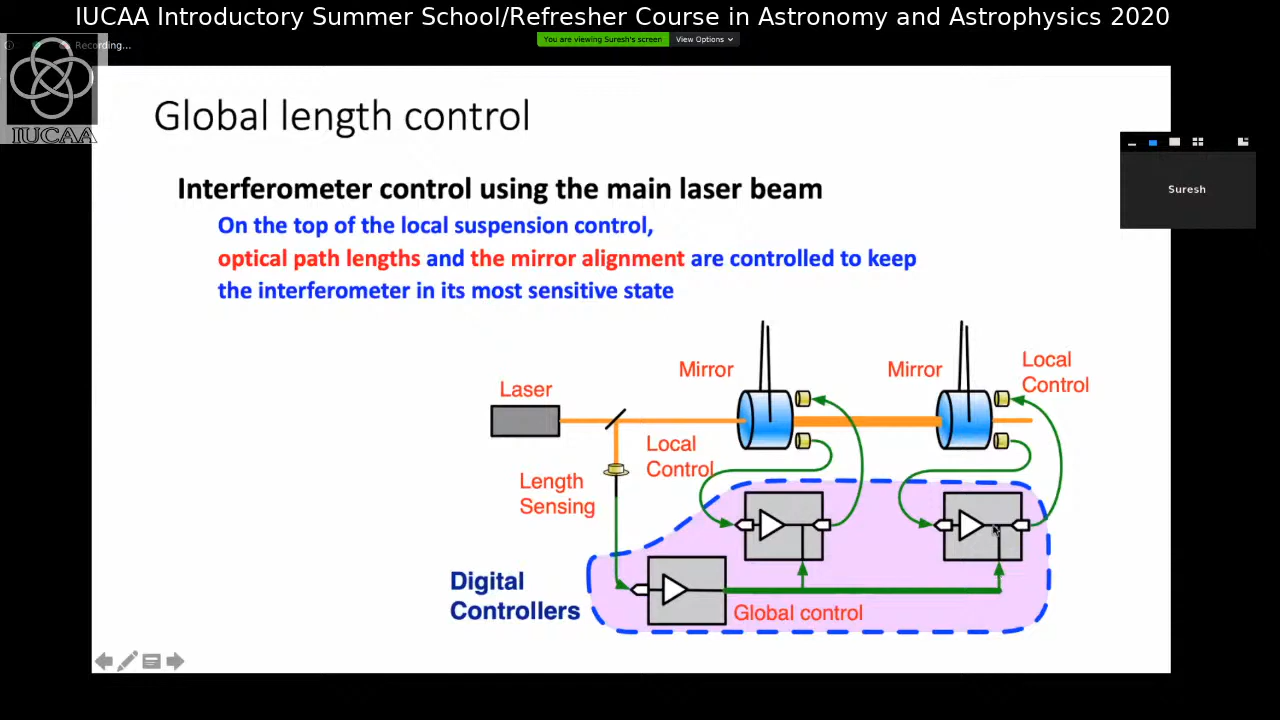 IUCAA Introductory Summer School/Refresher Course in Astronomy and Astrophysics 2020
Recording...
You are viewing Suresh's screen
View Options
IUCAA
Suresh
Global length control
Interferometer control using the main laser beam
On the top of the local suspension control,
optical path lengths and the mirror alignment are controlled to keep
the interferometer in its most sensitive state
Mirror
Mirror
Local
Control
Laser
Local
Control
Length
Sensing
Digital
Controllers
Global control